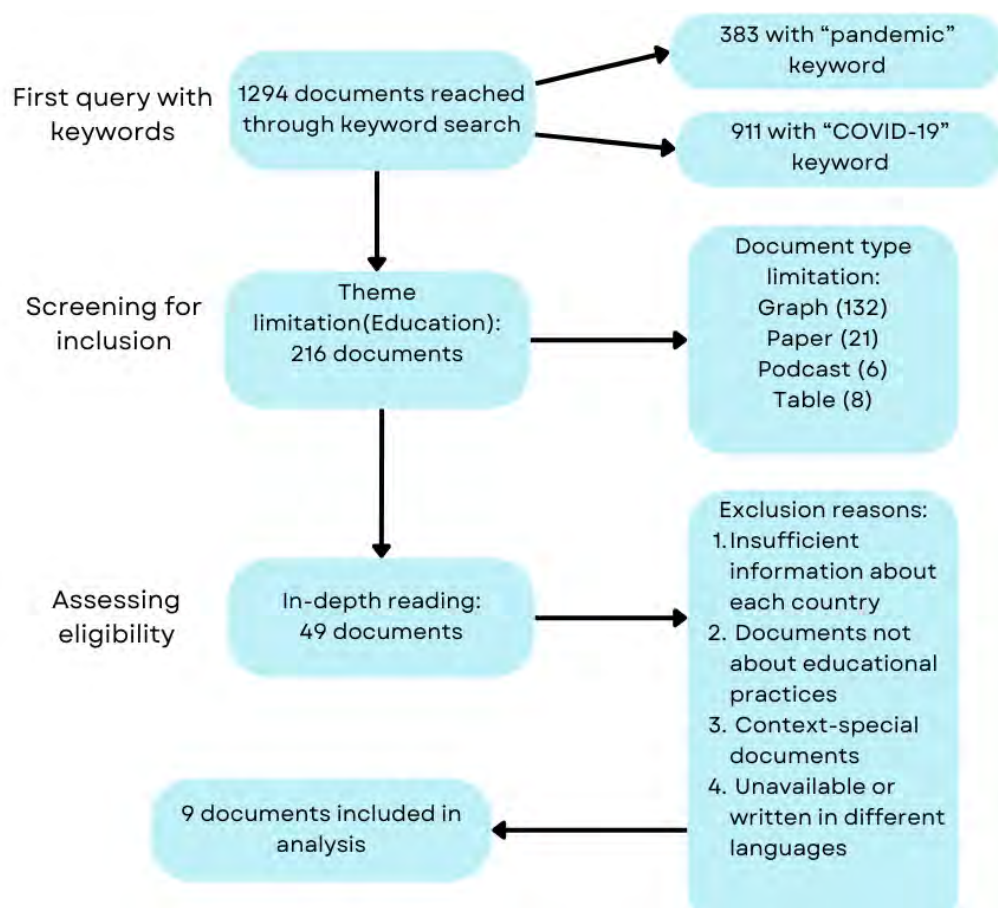 First query with
keywords
1294 documents reached
through keyword search
383 with “pandemic”
keyword
911 with “COVID-19”
keyword
Screening for
inclusion
Theme
limitation(Education):
216 documents
Document type
limitation:
Graph (132)
Paper (21)
Podcast (6)
Table (8)
Assessing
eligibility
In-depth reading:
49 documents
Exclusion reasons:
1. Insufficient
information about
each country
2. Documents not
about educational
practices
3. Context-special
documents
4. Unavailable or
written in different
languages
9 documents included in
analysis